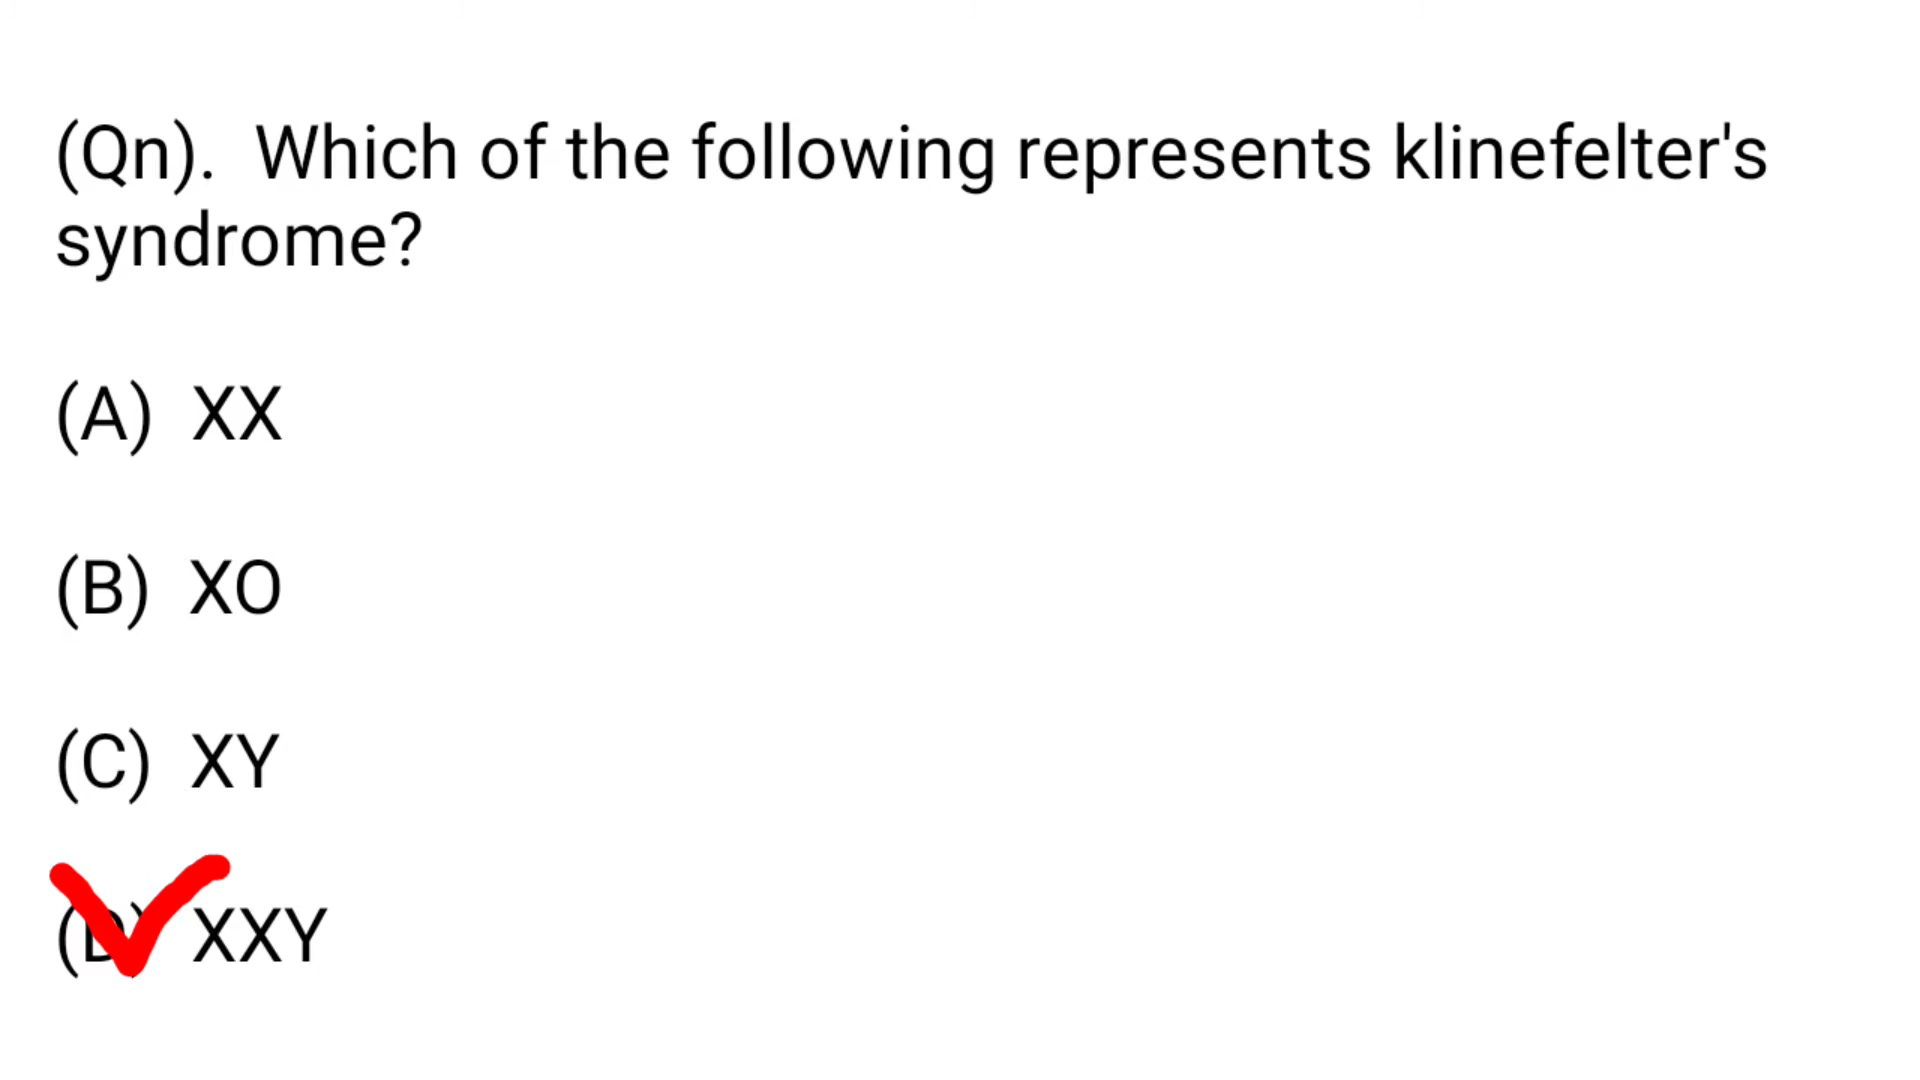 (Qn). Which of the following represents klinefelter's
syndrome?
(A) XX
(B) XO
(C) XY
(D) XXY